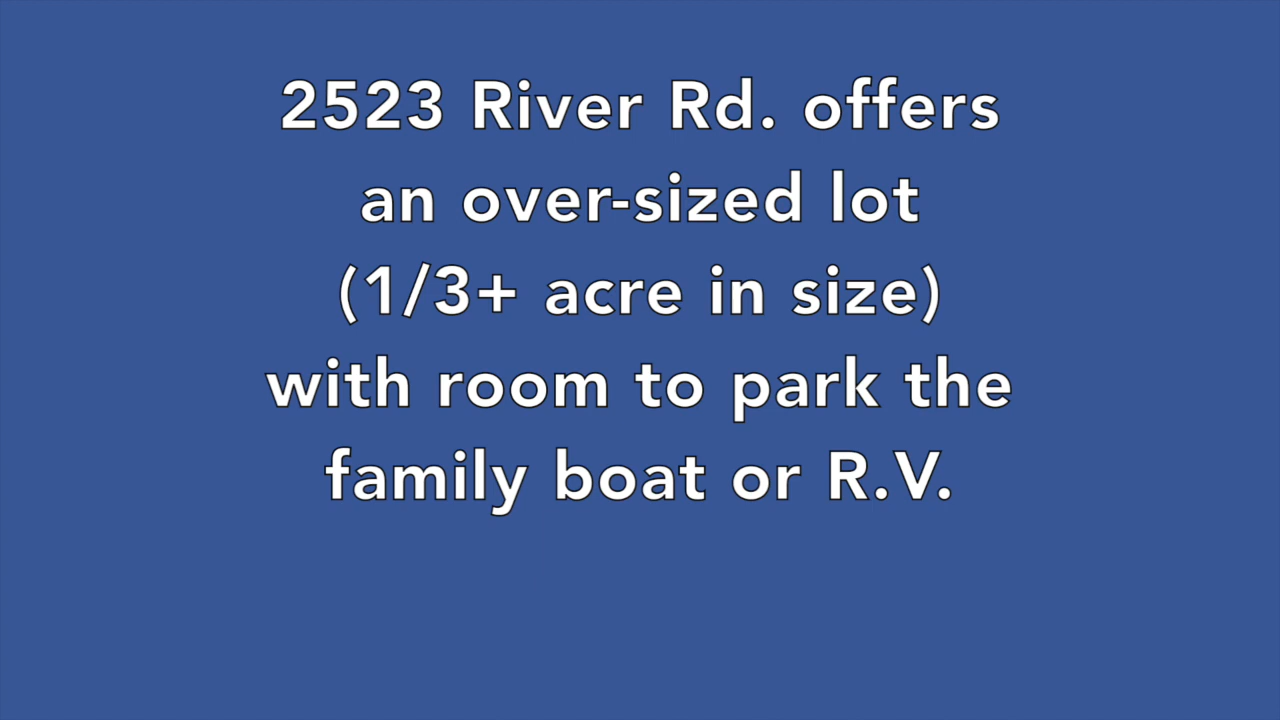 2523 River Rd. offers
an over-sized lot
(1/3+ acre in size)
with room to park the
family boat or R.V.